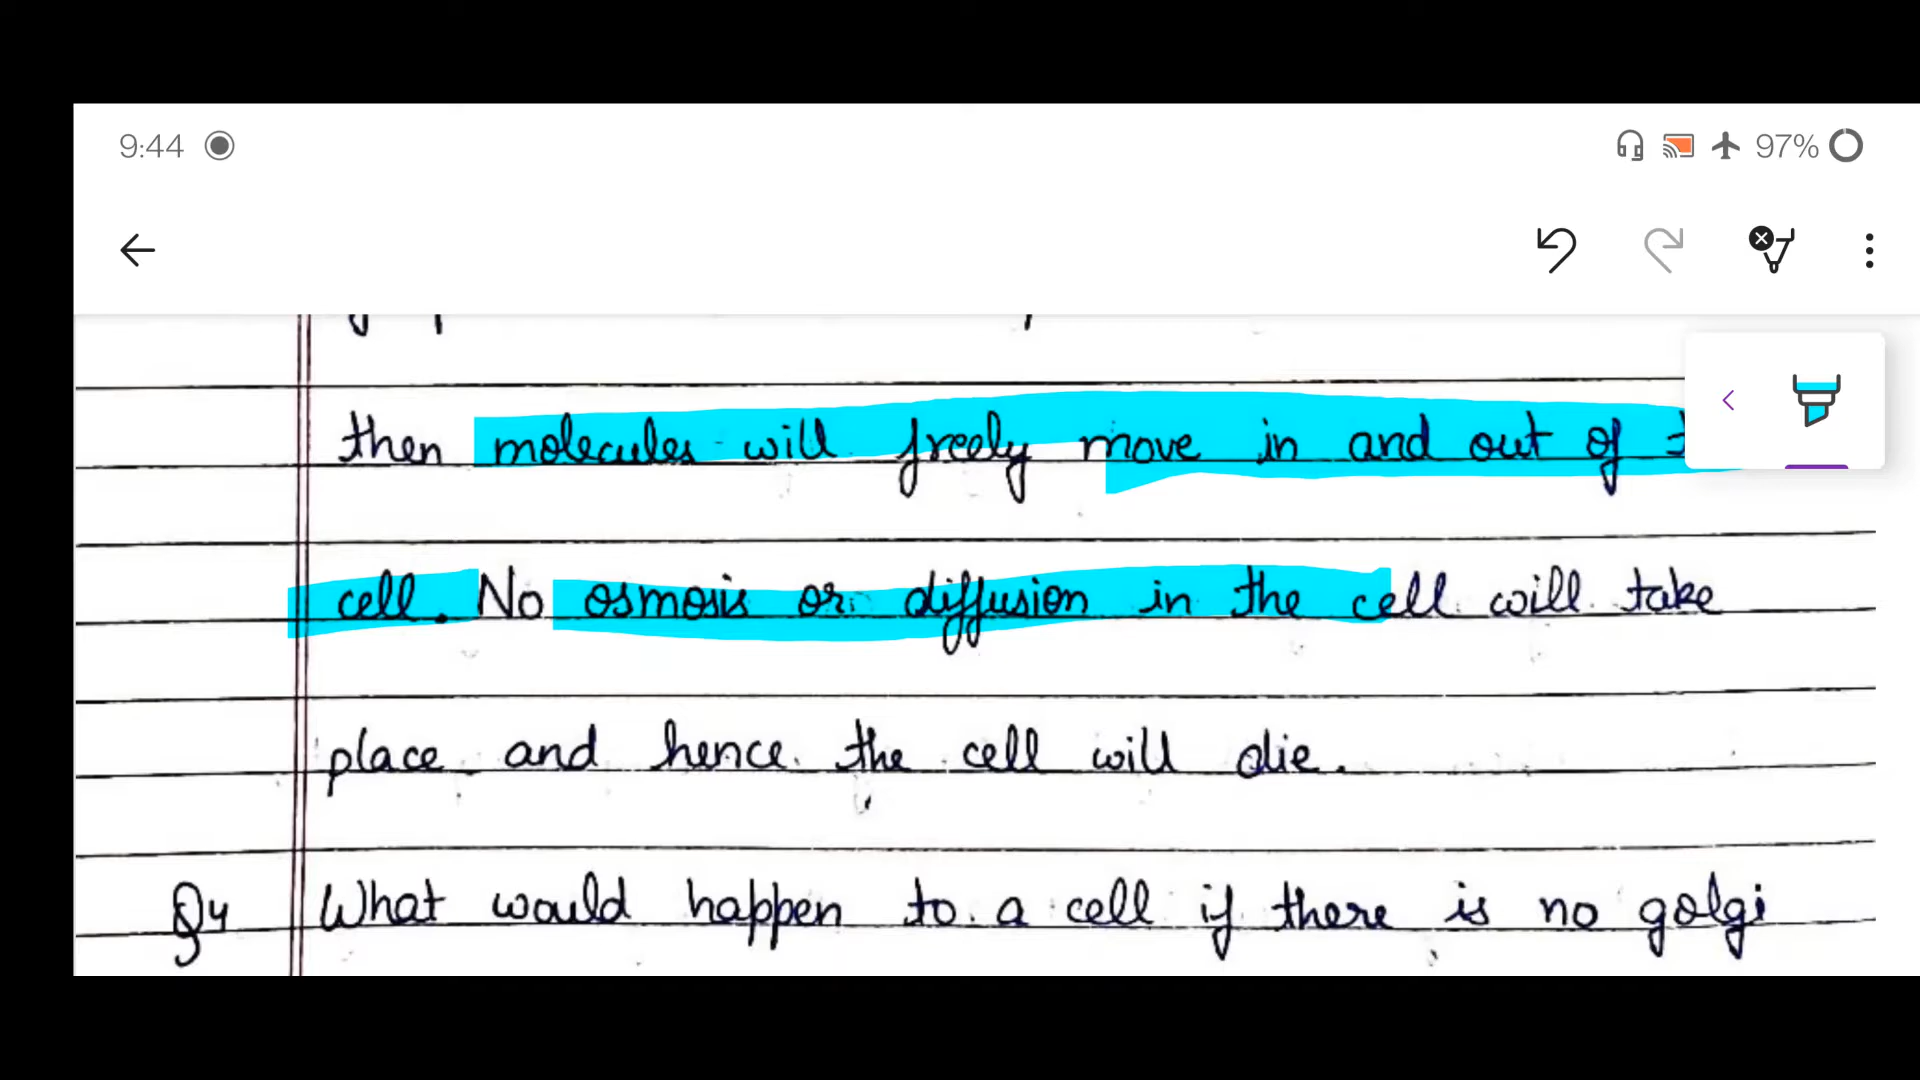 9:44 97%
then molecules will freely move in and out of
cell. No osmosis or diffusion in the cell will take
place and hence the cell will die.
Q4 What would happen to a cell if there is no golgi